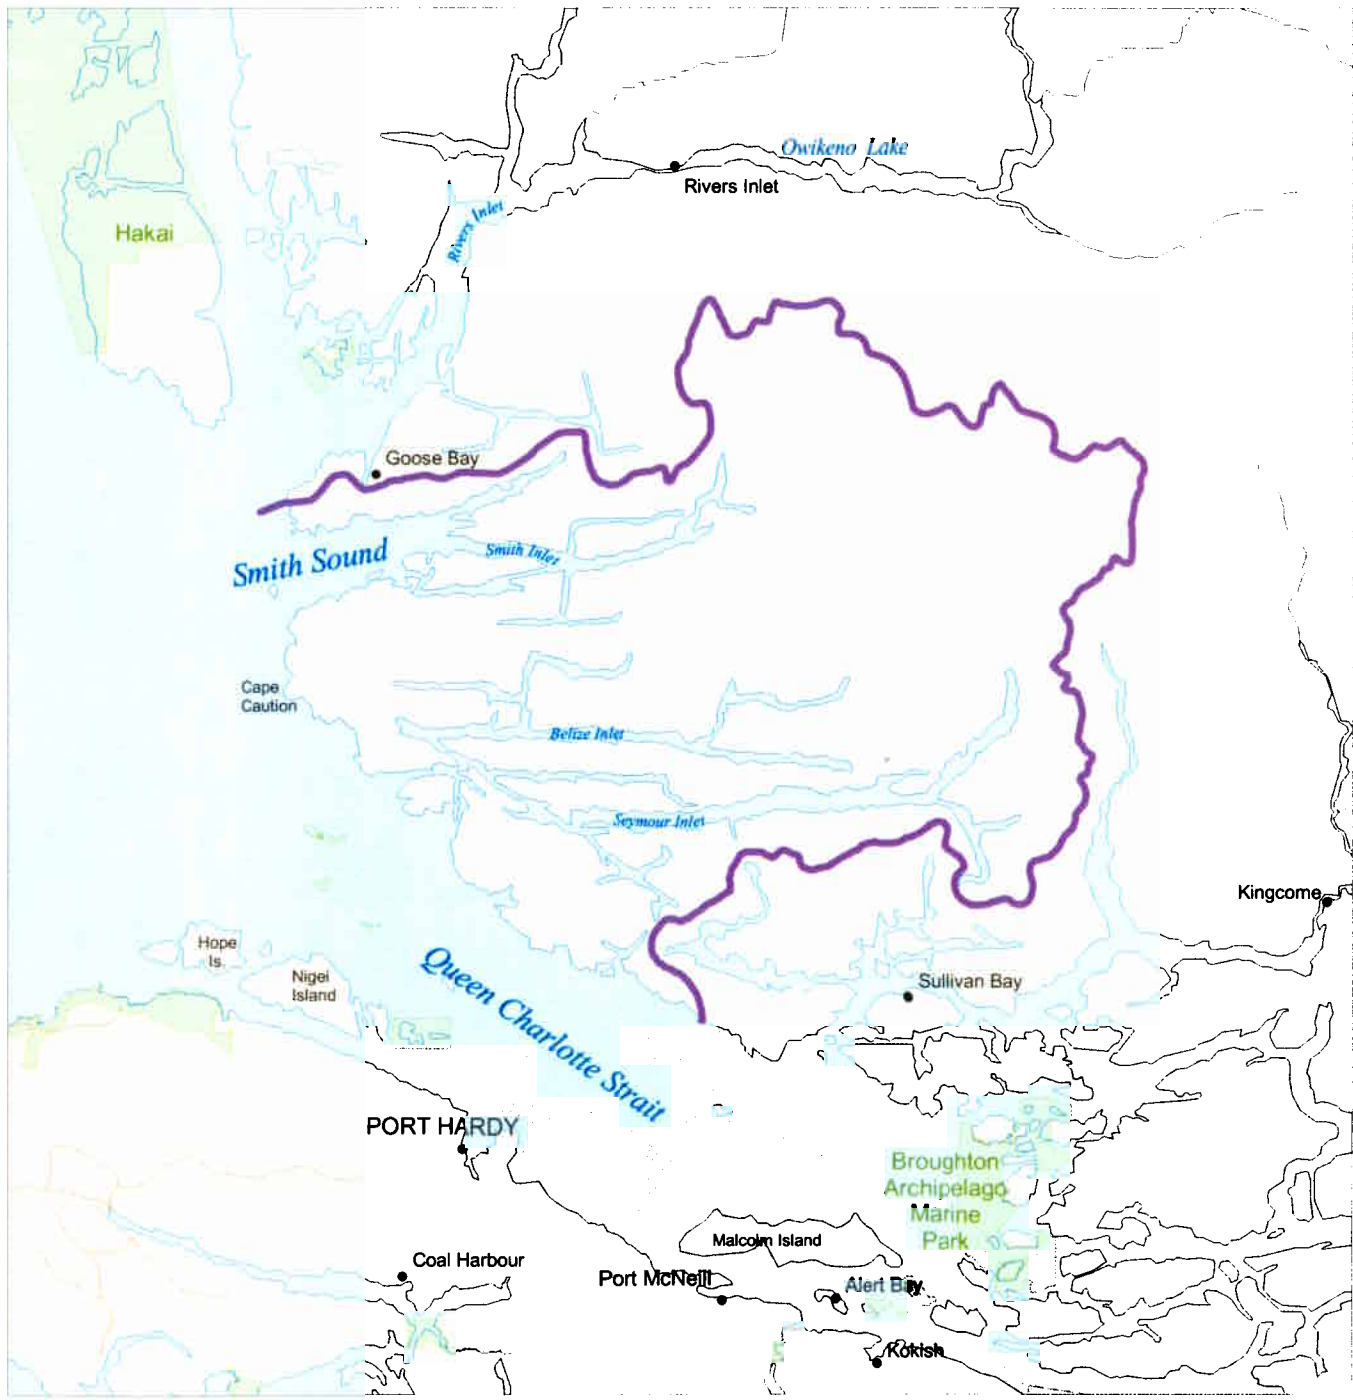 Owikeno Lake
Rivers Inlet
Rivers Inlet
Hakai
Goose Bay
Smith Sound
Smith Inlet
Cape
Caution
Belize Inlet
Seymour Inlet
Kingcome
Hope
Is.
Nigei
Island
Queen Charlotte Strait
Sullivan Bay
PORT HARDY
Broughton
Archipelago
Marine
Park
Malcolm Island
Coal Harbour
Port McNeill
Alert Bay
Kokish